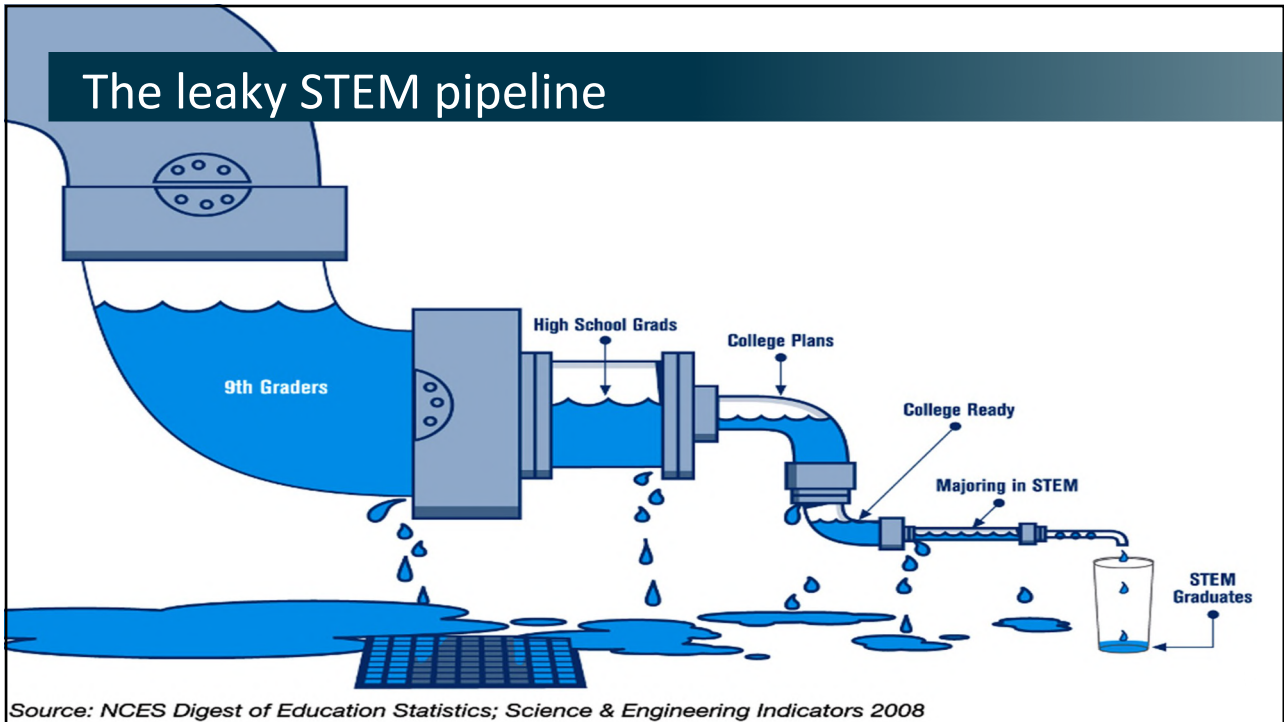 The leaky STEM pipeline
High School Grads
College Plans
9th Graders
College Ready
Majoring in STEM
STEM
Graduates
Source: NCES Digest of Education Statistics; Science & Engineering Indicators 2008